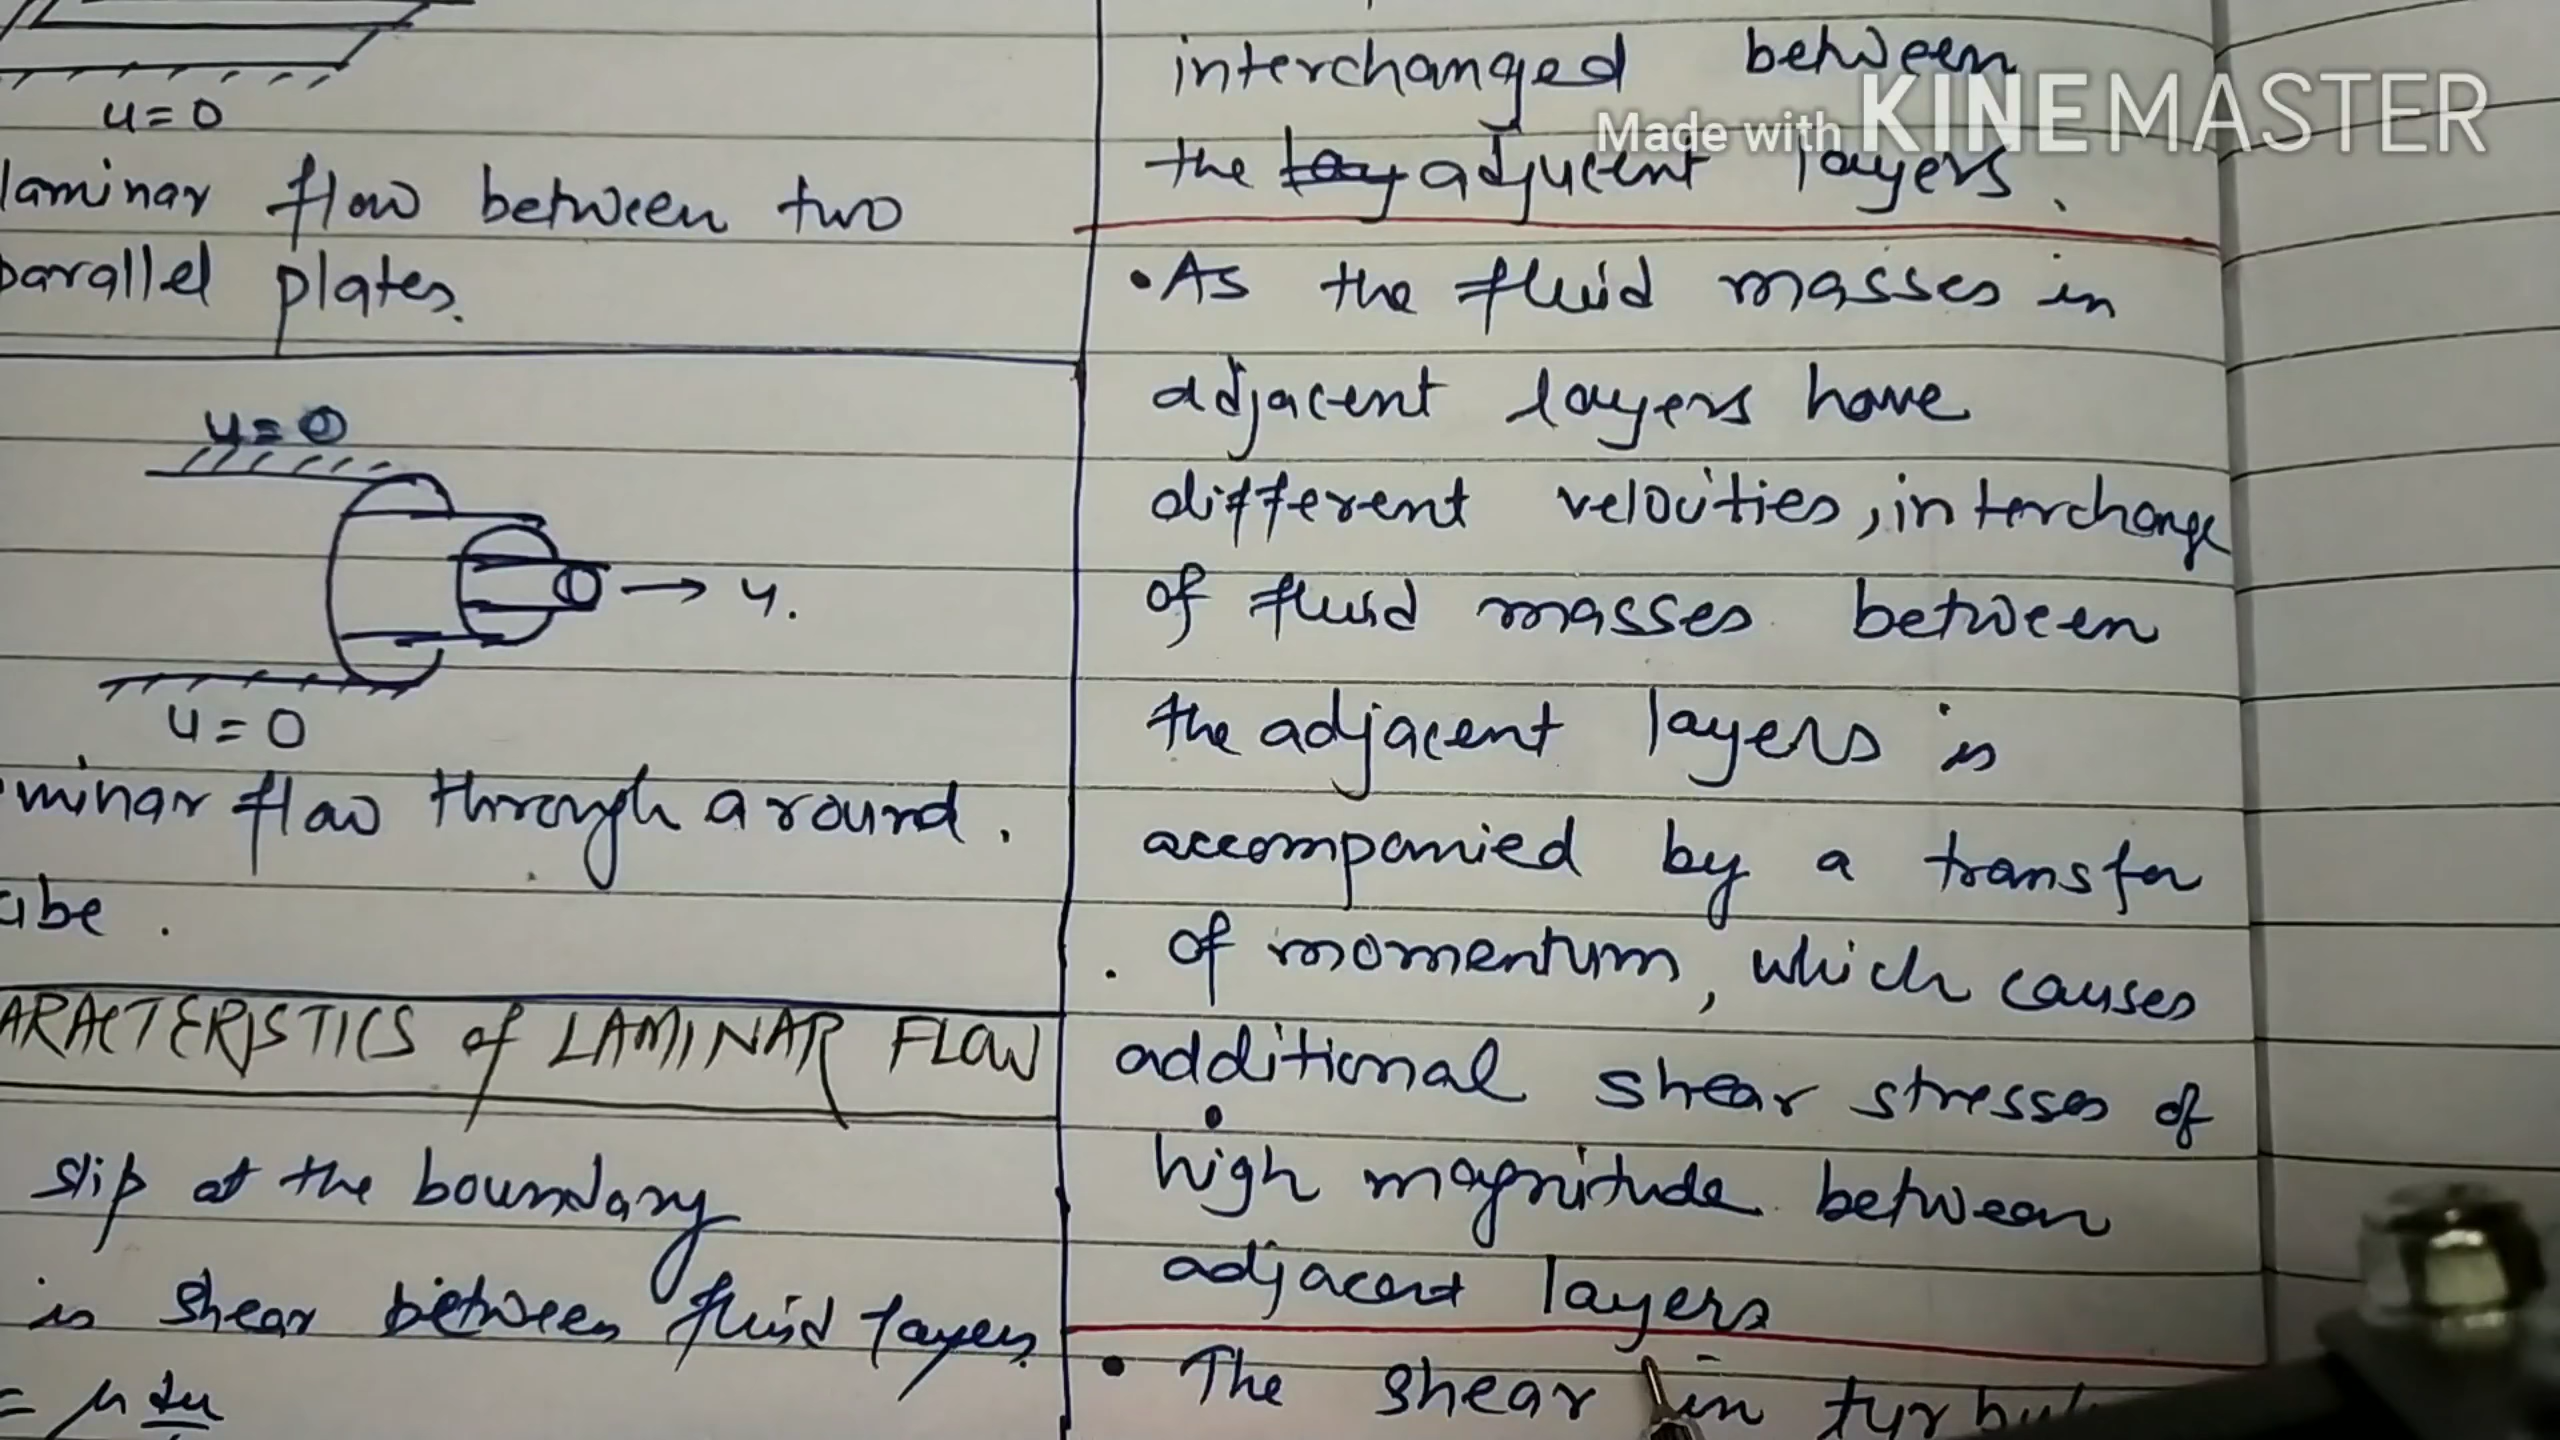 u=0
laminar flow between two
parallel plates.
u=0
→ u.
u=0
minar flow through a round.
ube.
ARACTERISTICS of LAMINAR FLOW
slip at the boundary
is shear between fluid layers.
= μ du
interchanged between
Made with KINEMASTER
the adjucent layers.
• As the fluid masses in
adjacent layers have
different velocities, interchange
of fluid masses between
the adjacent layers is
accompanied by a transfer
of momentum, which causes
additional shear stresses of
high magnitude between
adjacent layers
• The shear in turbul